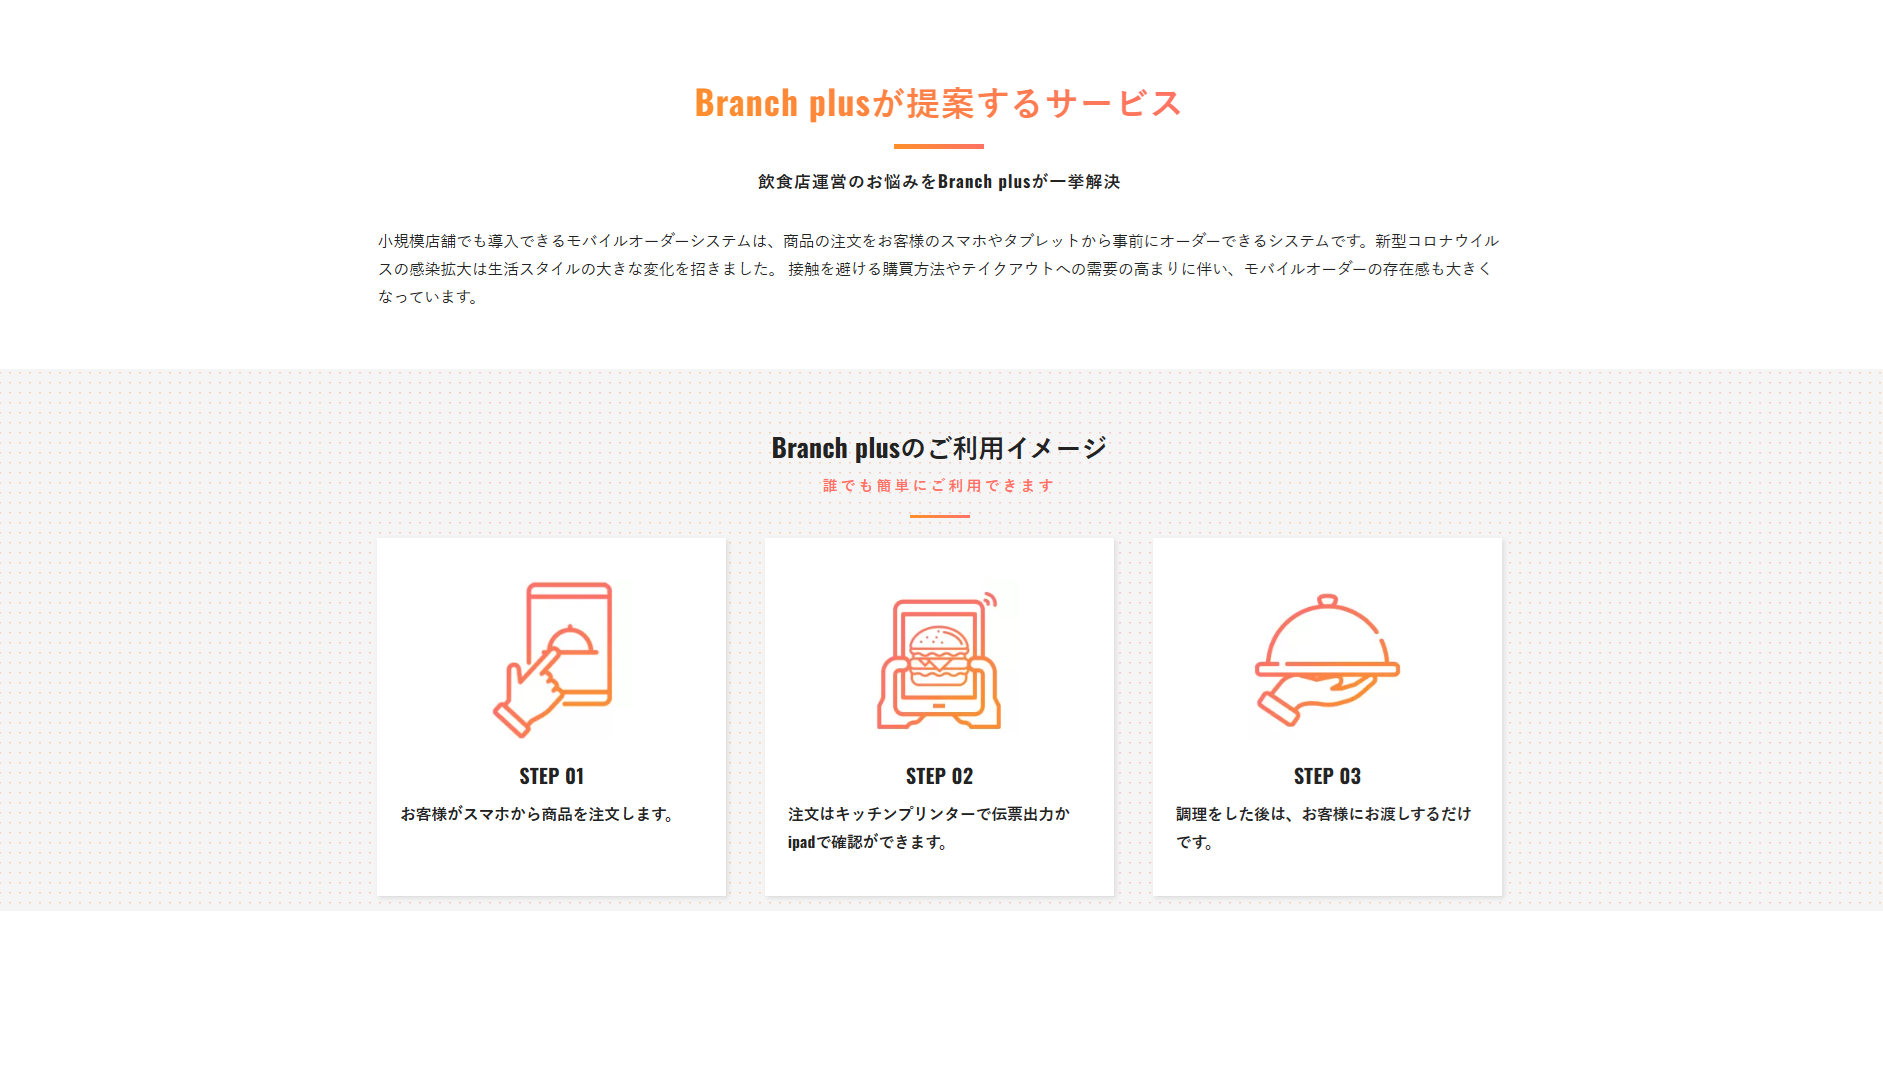 Branch plusが提案するサービス
飲食店運営のお悩みをBranch plusが一挙解決
小規模店舗でも導入できるモバイルオーダーシステムは、商品の注文をお客様のスマホやタブレットから事前にオーダーできるシステムです。新型コロナウイル
スの感染拡大は生活スタイルの大きな変化を招きました。 接触を避ける購買方法やテイクアウトへの需要の高まりに伴い、モバイルオーダーの存在感も大きく
なっています。
Branch plusのご利用イメージ
誰でも簡単にご利用できます
STEP 01
お客様がスマホから商品を注文します。
STEP 02
注文はキッチンプリンターで伝票出力か
ipadで確認ができます。
STEP 03
調理をした後は、お客様にお渡しするだけ
です。